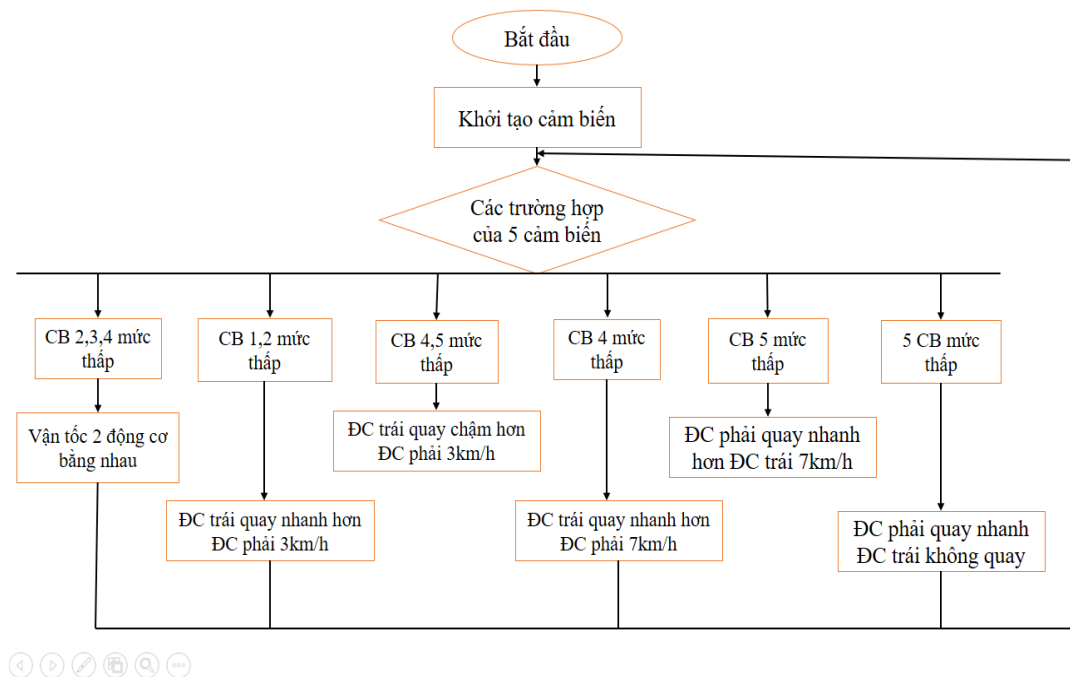 Bắt đầu
Khởi tạo cảm biến
Các trường hợp
của 5 cảm biến
CB 2,3,4 mức
thấp
CB 1,2 mức
thấp
CB 4,5 mức
thấp
CB 4 mức
thấp
CB 5 mức
thấp
5 CB mức
thấp
Vận tốc 2 động cơ
bằng nhau
ĐC trái quay nhanh hơn
ĐC phải 3km/h
ĐC trái quay chậm hơn
ĐC phải 3km/h
ĐC trái quay nhanh hơn
ĐC phải 7km/h
ĐC phải quay nhanh
hơn ĐC trái 7km/h
ĐC phải quay nhanh
ĐC trái không quay